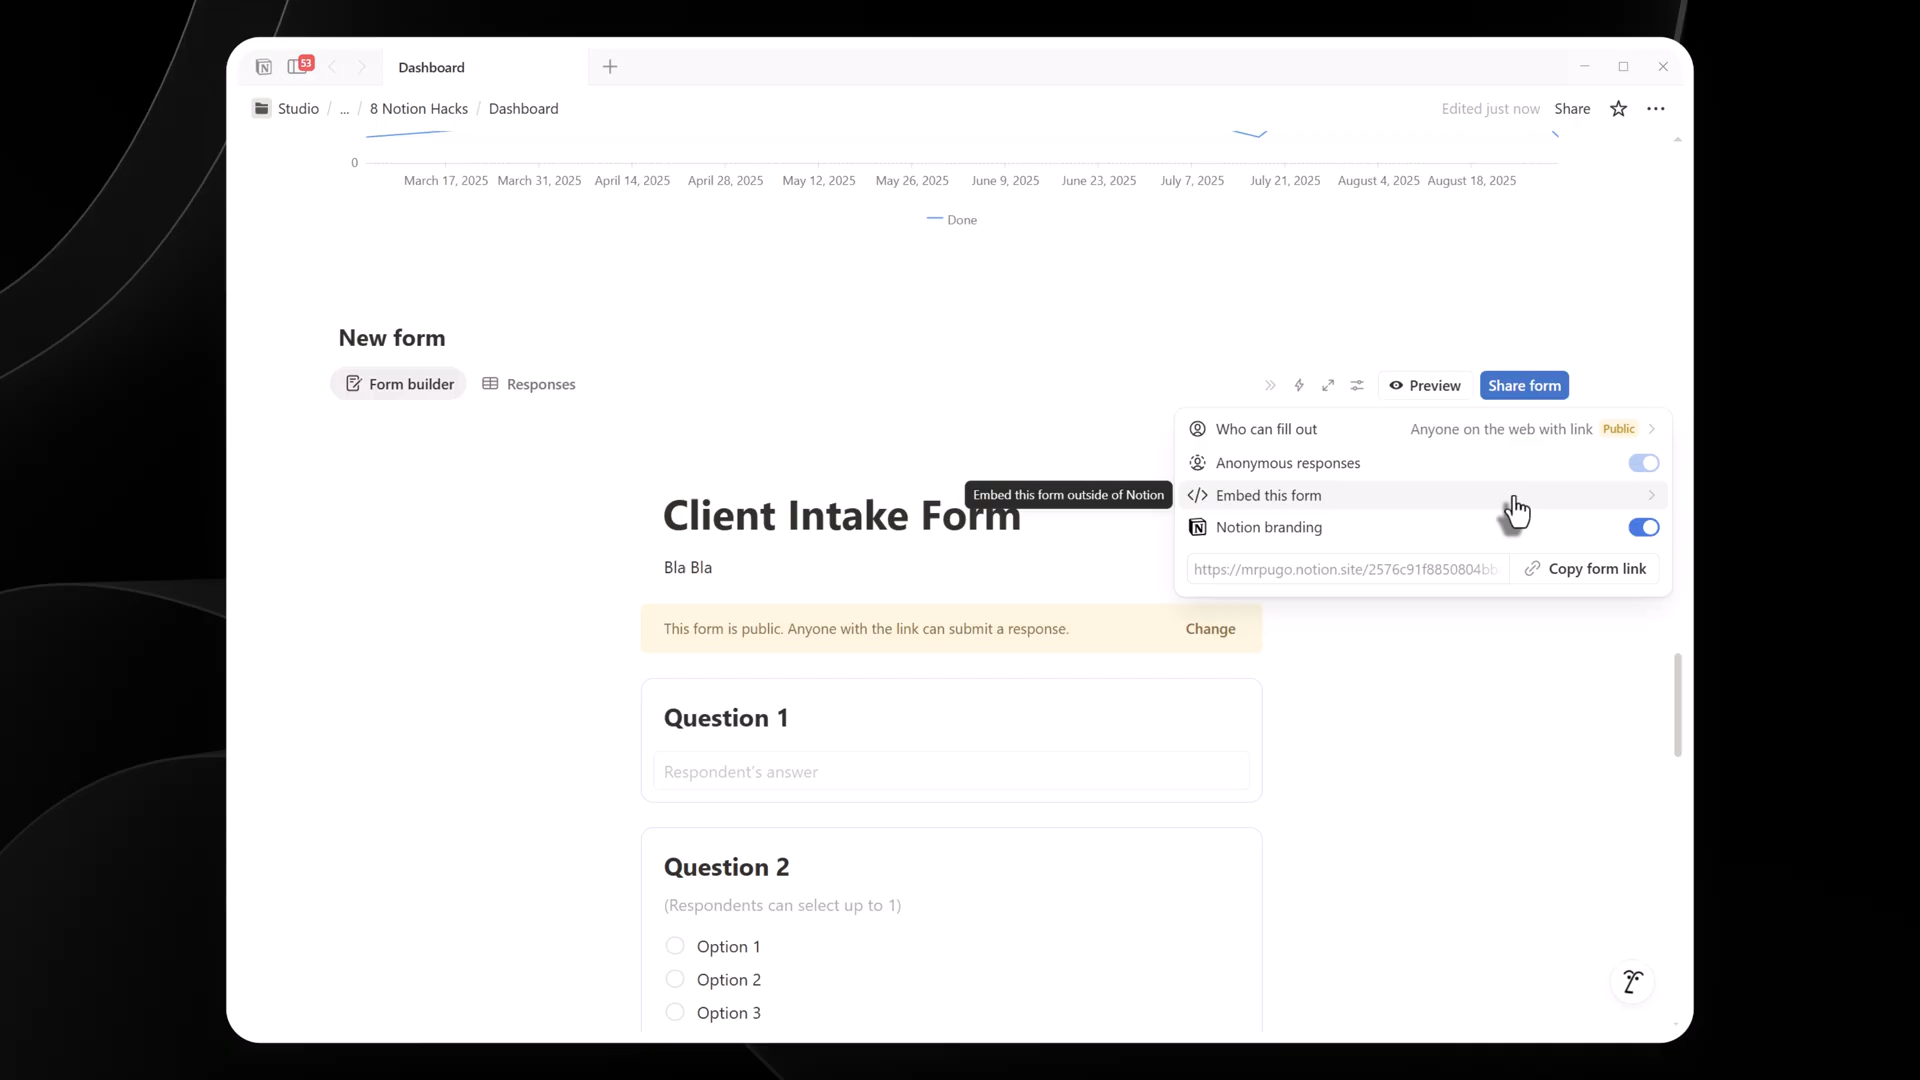 53
Dashboard
Studio / ... / 8 Notion Hacks / Dashboard
Edited just now Share
0
March 17, 2025 March 31, 2025 April 14, 2025 April 28, 2025 May 12, 2025 May 26, 2025 June 9, 2025 June 23, 2025 July 7, 2025 July 21, 2025 August 4, 2025 August 18, 2025
Done
New form
Form builder Responses
Preview Share form
Who can fill out Anyone on the web with link Public
Anonymous responses
Embed this form outside of Notion
Embed this form
Notion branding
https://mrpugo.notion.site/2576c91f8850804bb
Copy form link
Client Intake Form
Bla Bla
This form is public. Anyone with the link can submit a response. Change
Question 1
Respondent's answer
Question 2
(Respondents can select up to 1)
Option 1
Option 2
Option 3